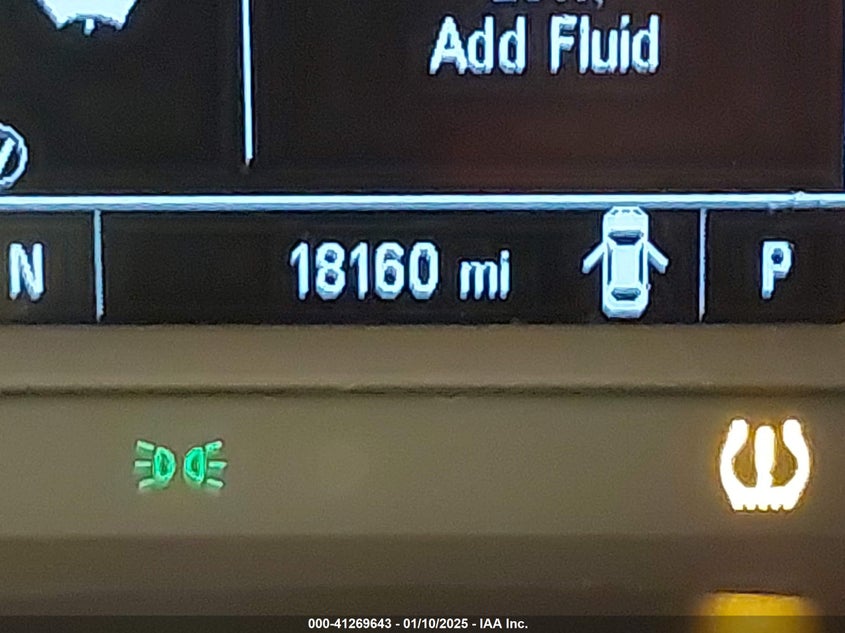 Add Fluid
N 18160 mi P
000-41269643 - 01/10/2025 - IAA Inc.